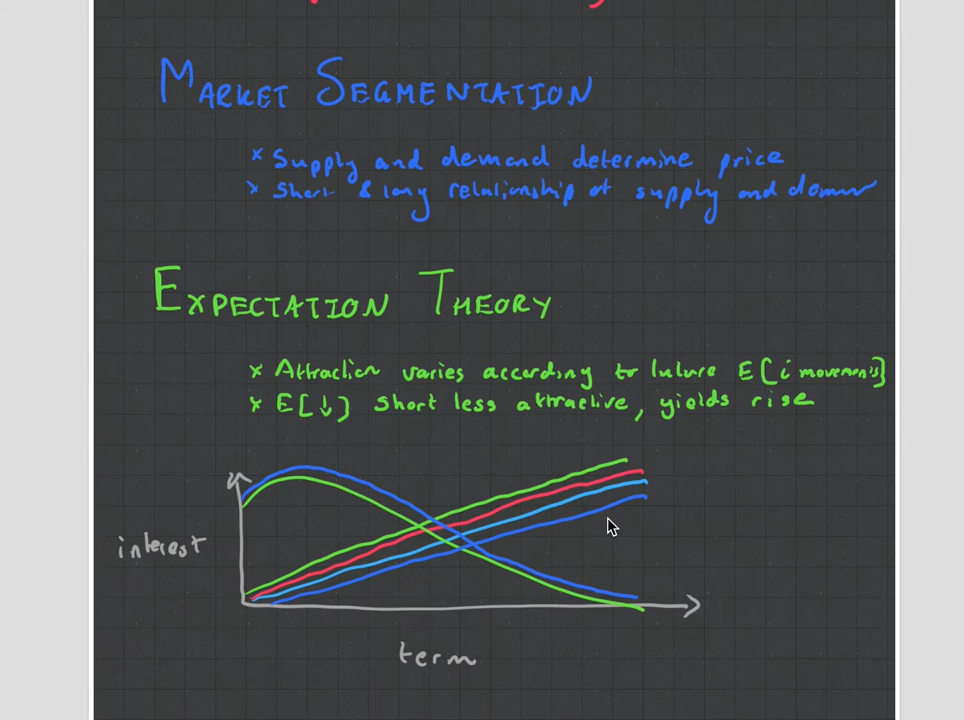 MARKET SEGMENTATION
x Supply and demand determine price
x Short & long relationship of supply and
EXPECTATION THEORY
x Attraction varies according to future E[i movements]
x E[↓] short less attractive, yields rise
interest
term